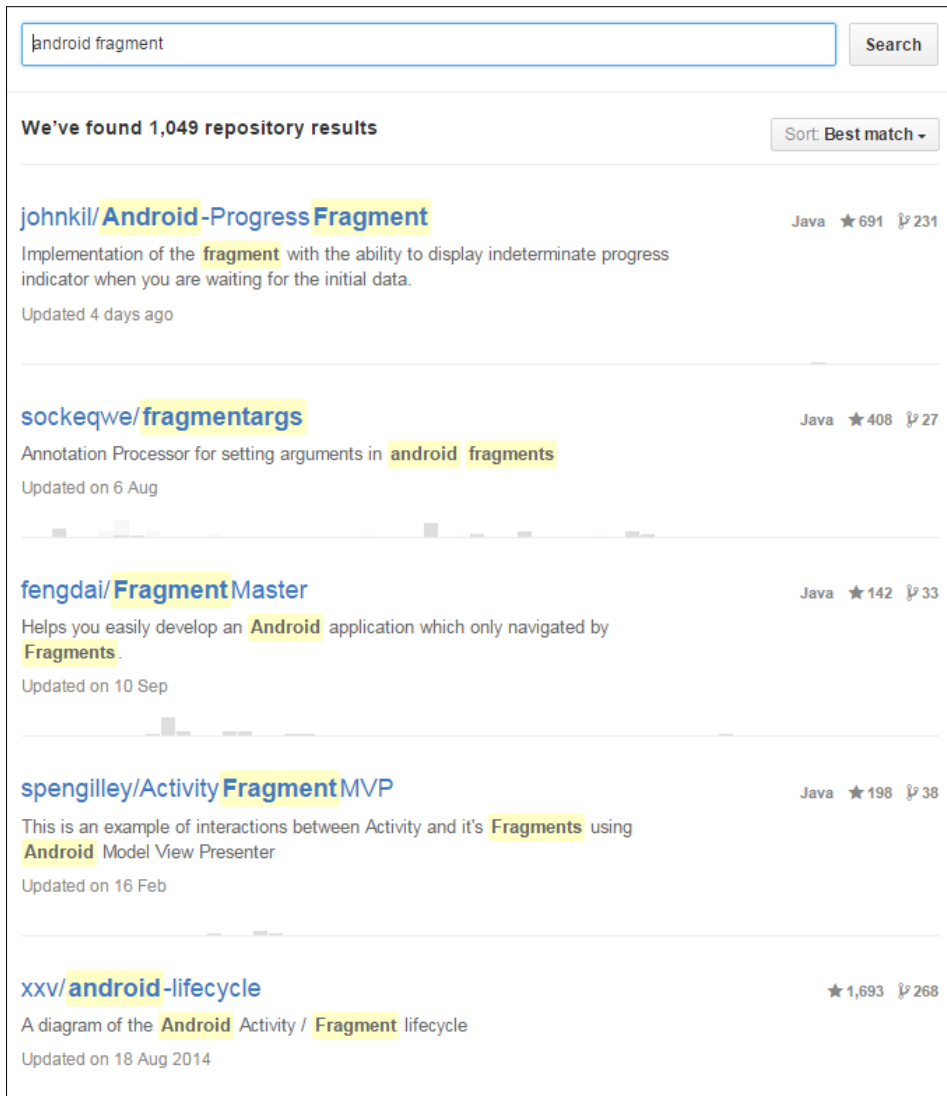 android fragment
Search
We've found 1,049 repository results
Sort: Best match
johnkil/Android-ProgressFragment
Java 691 231
Implementation of the fragment with the ability to display indeterminate progress
indicator when you are waiting for the initial data.
Updated 4 days ago
sockeqwe/fragmentargs
Java 408 27
Annotation Processor for setting arguments in android fragments
Updated on 6 Aug
fengdai/FragmentMaster
Java 142 33
Helps you easily develop an Android application which only navigated by
Fragments.
Updated on 10 Sep
spengilley/ActivityFragmentMVP
Java 198 38
This is an example of interactions between Activity and it's Fragments using
Android Model View Presenter
Updated on 16 Feb
xxv/android-lifecycle
1,693 268
A diagram of the Android Activity / Fragment lifecycle
Updated on 18 Aug 2014